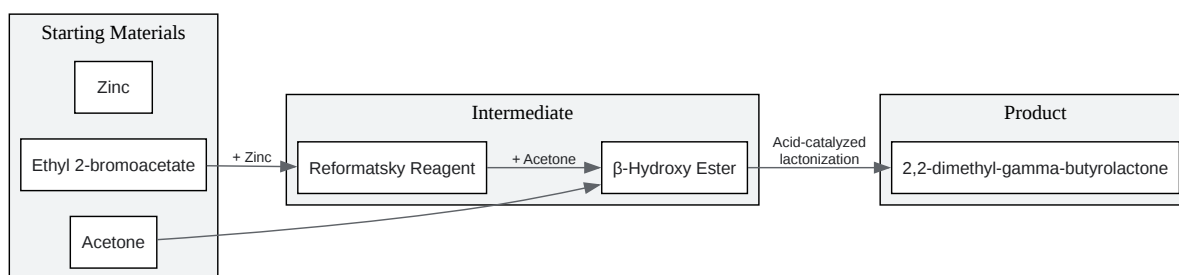 Starting Materials
Zinc
Ethyl 2-bromoacetate
Acetone
+ Zinc
Intermediate
Reformatsky Reagent
+ Acetone
β-Hydroxy Ester
Acid-catalyzed
lactonization
Product
2,2-dimethyl-gamma-butyrolactone